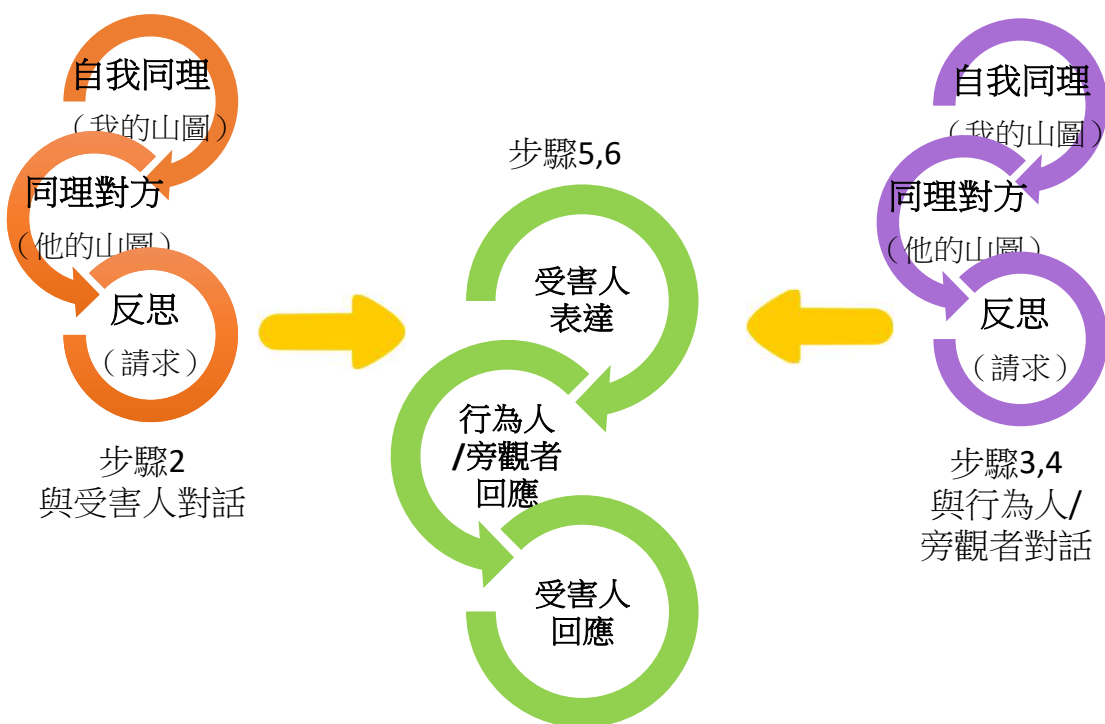 自我同理
（我的山圖）
同理對方
（他的山圖）
反思
（請求）
步驟2
與受害人對話
步驟5,6
受害人
表達
行為人
/旁觀者
回應
受害人
回應
自我同理
（我的山圖）
同理對方
（他的山圖）
反思
（請求）
步驟3,4
與行為人/
旁觀者對話